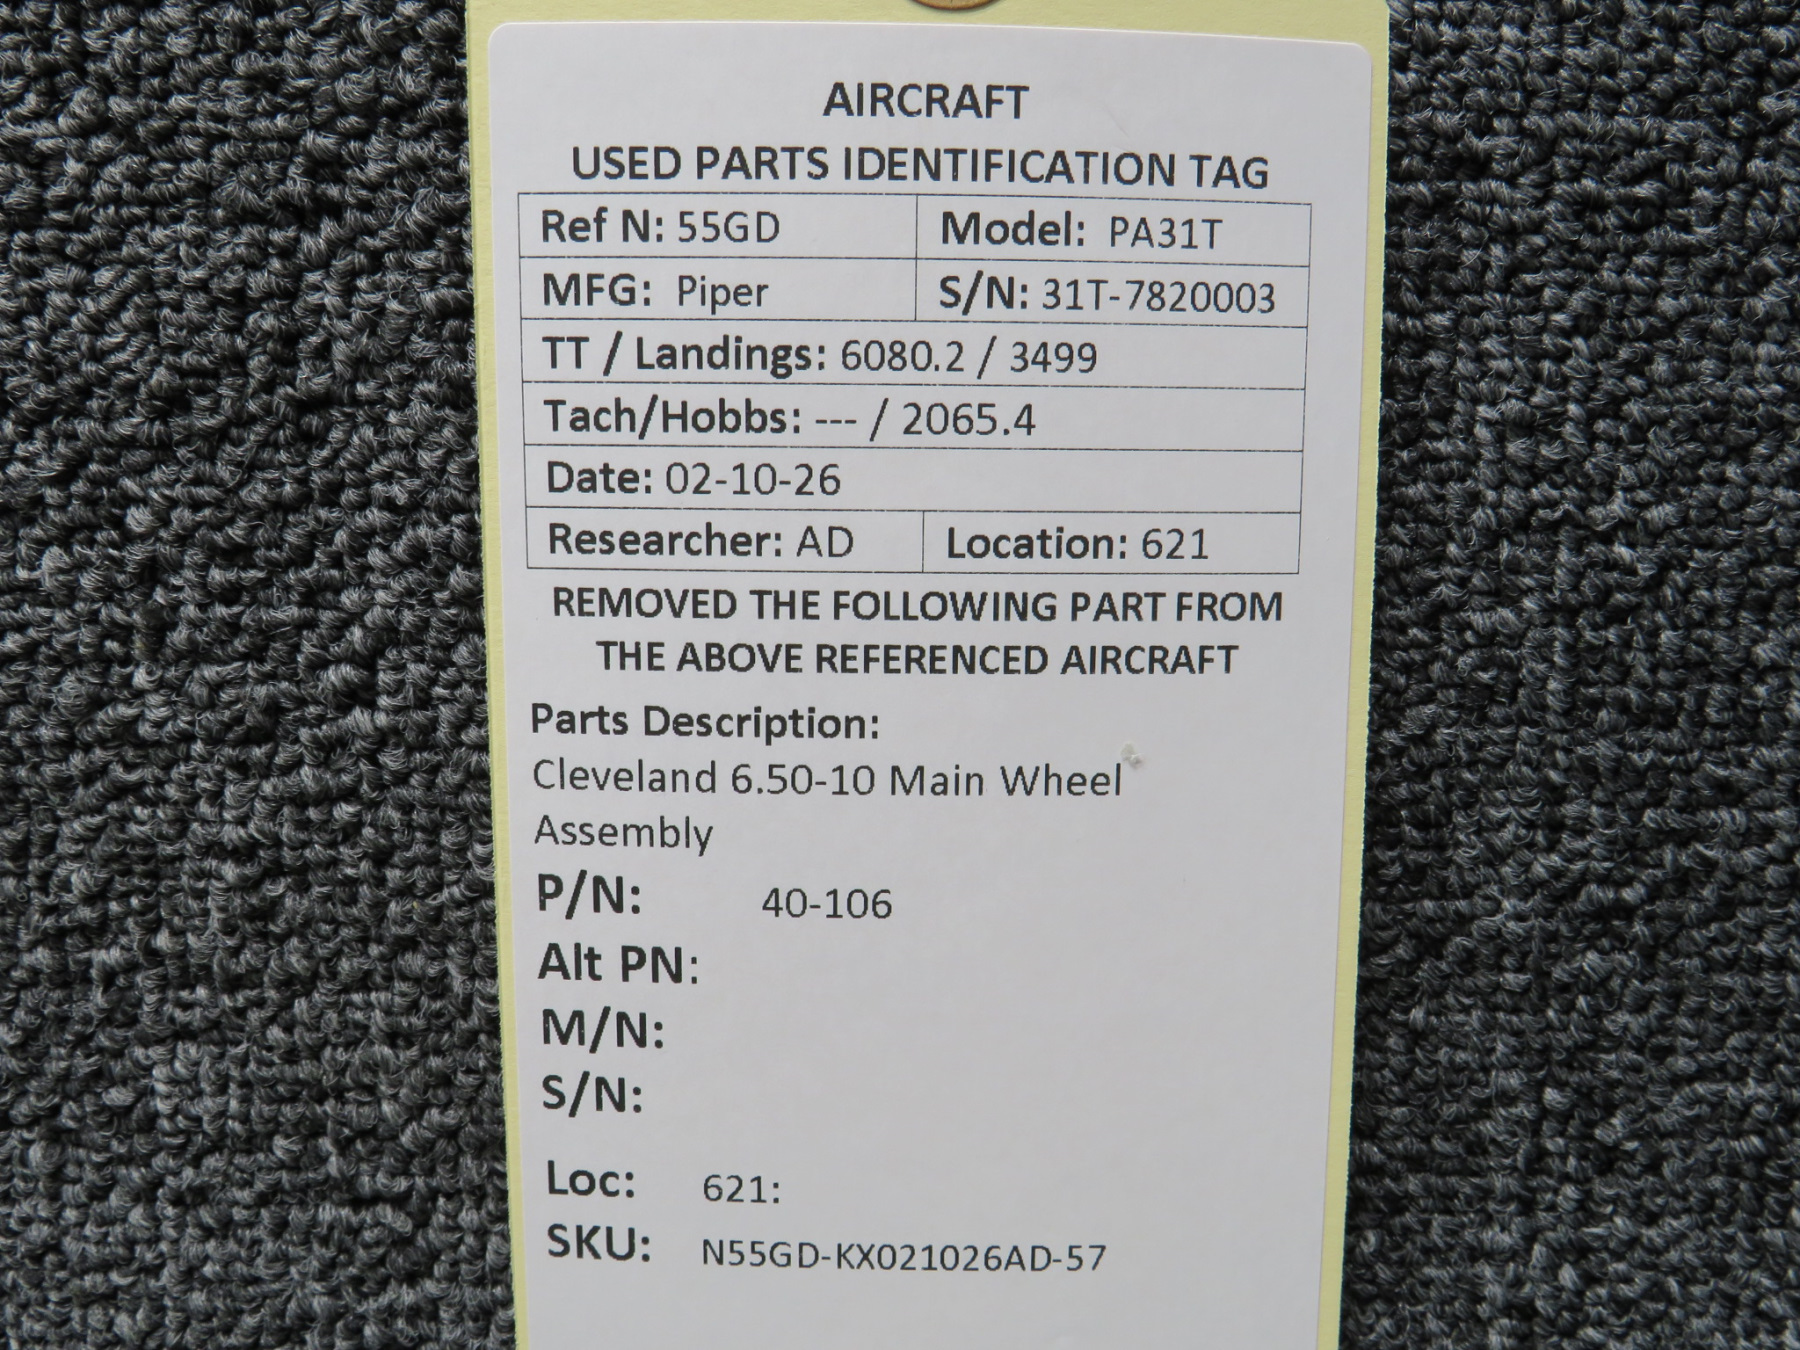 AIRCRAFT
USED PARTS IDENTIFICATION TAG
Ref N: 55GD Model: PA31T
MFG: Piper S/N: 31T-7820003
TT / Landings: 6080.2 / 3499
Tach/Hobbs: --- / 2065.4
Date: 02-10-26
Researcher: AD Location: 621
REMOVED THE FOLLOWING PART FROM
THE ABOVE REFERENCED AIRCRAFT
Parts Description:
Cleveland 6.50-10 Main Wheel
Assembly
P/N: 40-106
Alt PN:
M/N:
S/N:
Loc: 621:
SKU: N55GD-KX021026AD-57